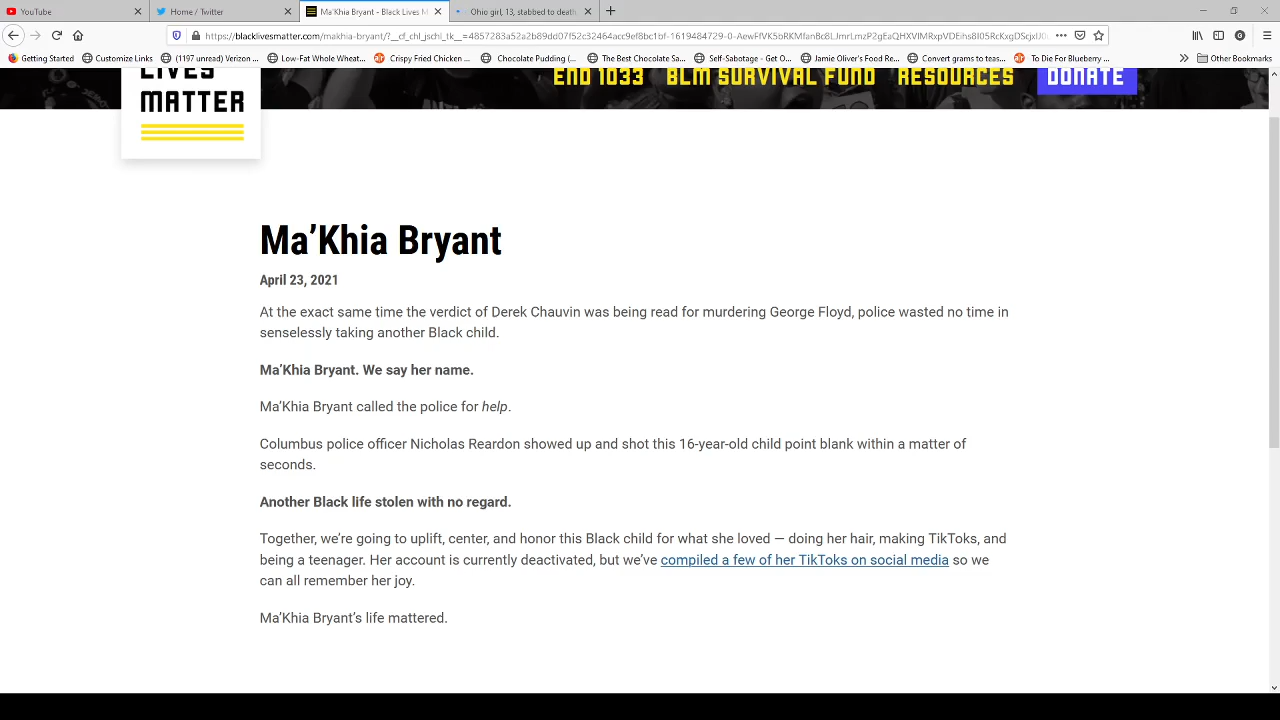 YouTube
Home / Twitter
Ma'Khia Bryant - Black Lives M
Ohio girl, 13, stabbed to death
https://blacklivesmatter.com/makhia-bryant/?__cf_chl_jschl_tk__=
Getting Started
Customize Links
(1197 unread) Verizon ...
Low-Fat Whole Wheat...
Crispy Fried Chicken ...
Chocolate Pudding (...
The Best Chocolate Sa...
Self-Sabotage - Get O...
Jamie Oliver's Food Re...
Convert grams to teas...
To Die For Blueberry ...
Other Bookmarks
LIVES
MATTER
END 1033
BLM SURVIVAL FUND
RESOURCES
DONATE
Ma'Khia Bryant
April 23, 2021
At the exact same time the verdict of Derek Chauvin was being read for murdering George Floyd, police wasted no time in
senselessly taking another Black child.
Ma'Khia Bryant. We say her name.
Ma'Khia Bryant called the police for help.
Columbus police officer Nicholas Reardon showed up and shot this 16-year-old child point blank within a matter of
seconds.
Another Black life stolen with no regard.
Together, we're going to uplift, center, and honor this Black child for what she loved — doing her hair, making TikToks, and
being a teenager. Her account is currently deactivated, but we've compiled a few of her TikToks on social media so we
can all remember her joy.
Ma'Khia Bryant's life mattered.